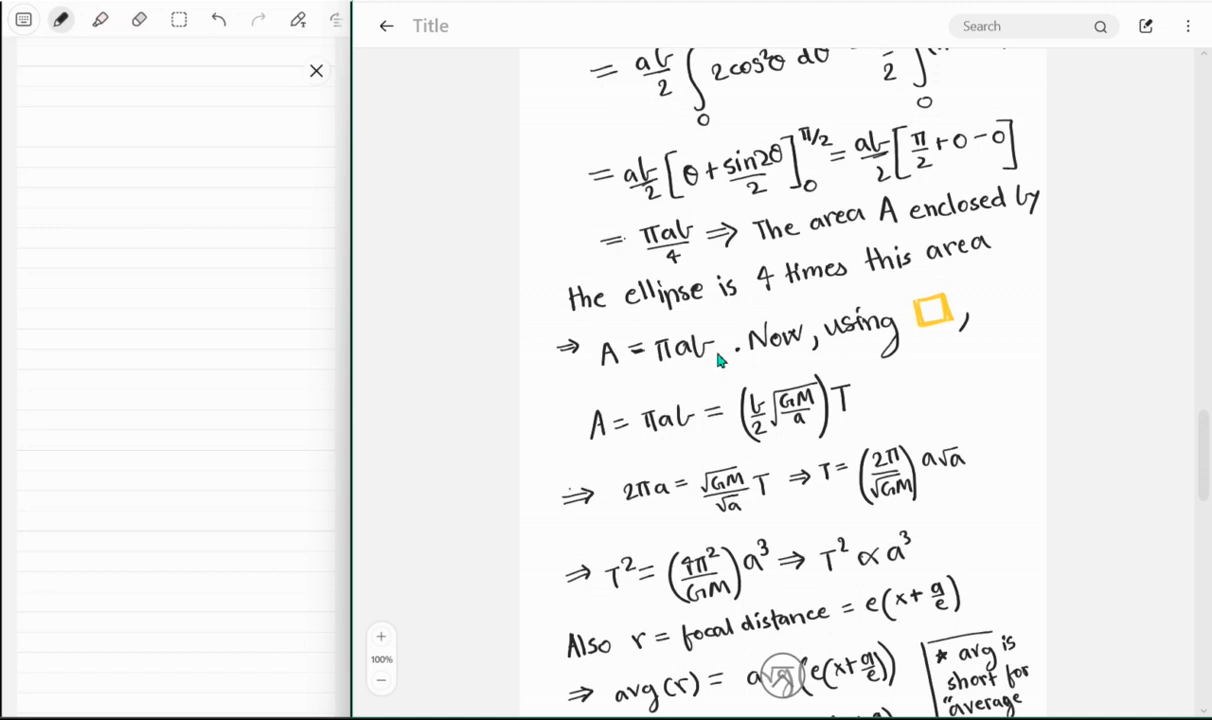 Title
Search
= ab/2 ∫₀ 2cos²θ dθ
= ab/2 [θ + sin2θ/2]₀^π/2 = ab/2 [π/2 + 0 - 0]
= πab/4 ⇒ The area A enclosed by
the ellipse is 4 times this area
⇒ A = πab. Now, using □,
A = πab = (b/2 √(GM/a)) T
⇒ 2πa = √GM/√a T ⇒ T = (2π/√GM) a√a
⇒ T² = (4π²/GM) a³ ⇒ T² ∝ a³
Also r = focal distance = e(x + a/e)
⇒ avg(r) = (e(x + a/e))
* avg is
short for
"average
100%